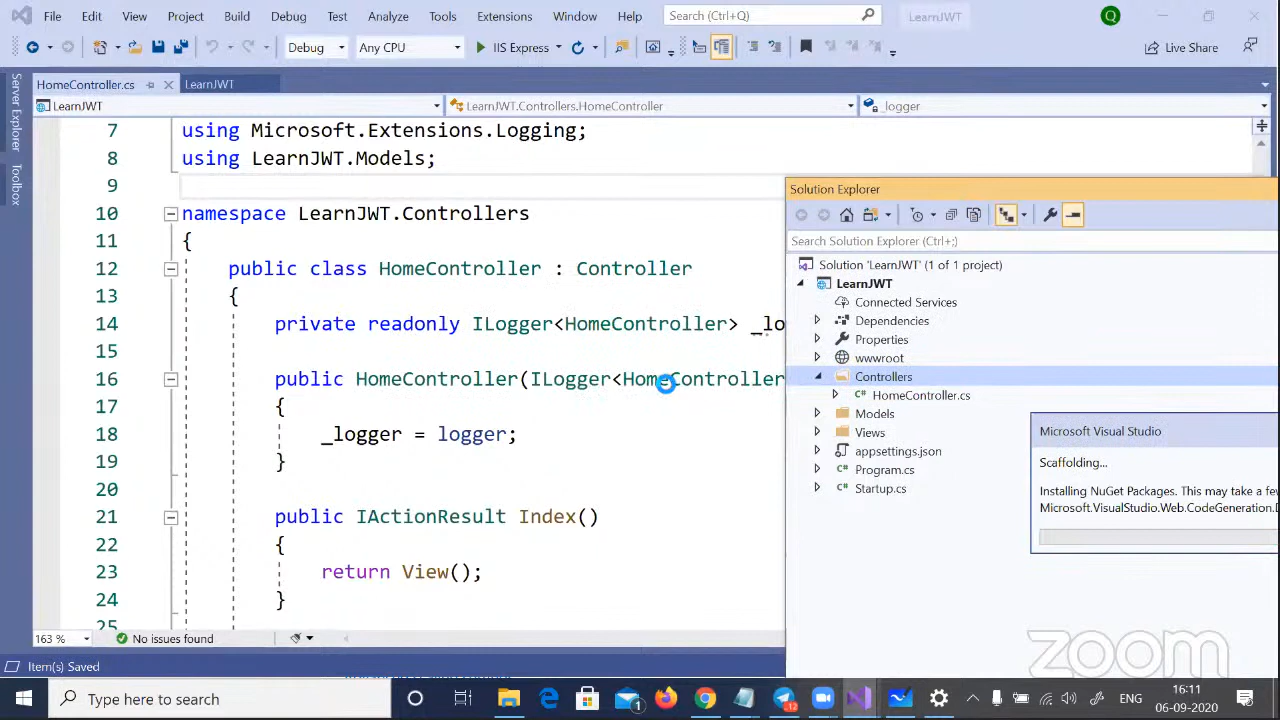 File Edit View Project Build Debug Test Analyze Tools Extensions Window Help Search (Ctrl+Q) LearnJWT Q
Debug Any CPU IIS Express Live Share
HomeController.cs LearnJWT
LearnJWT LearnJWT.Controllers.HomeController _logger
Server Explorer
Toolbox
7 using Microsoft.Extensions.Logging;
8 using LearnJWT.Models;
9
10 namespace LearnJWT.Controllers
11 {
12 public class HomeController : Controller
13 {
14 private readonly ILogger<HomeController> _lo
15
16 public HomeController(ILogger<HomeController
17 {
18 _logger = logger;
19 }
20
21 public IActionResult Index()
22 {
23 return View();
24 }
25
163 % No issues found
Item(s) Saved
Solution Explorer
Search Solution Explorer (Ctrl+;)
Solution 'LearnJWT' (1 of 1 project)
LearnJWT
Connected Services
Dependencies
Properties
wwwroot
Controllers
C# HomeController.cs
Models
Views
appsettings.json
C# Program.cs
C# Startup.cs
Microsoft Visual Studio
Scaffolding...
Installing NuGet Packages. This may take a few
Microsoft.VisualStudio.Web.CodeGeneration.D
zoom
Type here to search
1
12
ENG
16:11
06-09-2020